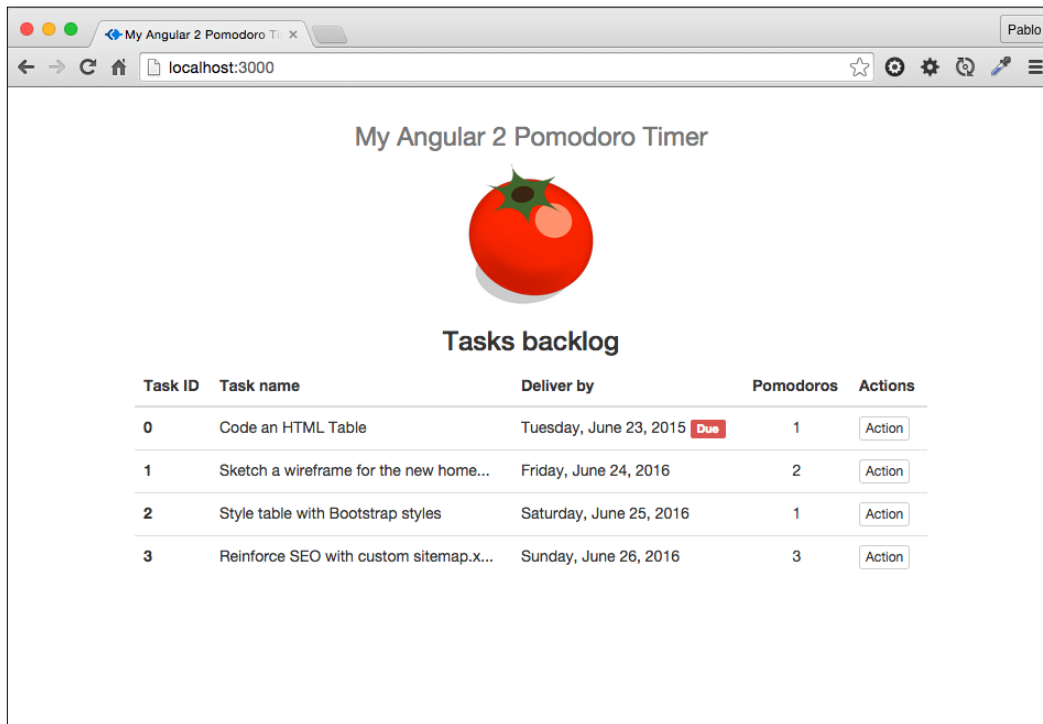 My Angular 2 Pomodoro Ti
Pablo
localhost:3000
My Angular 2 Pomodoro Timer
Tasks backlog
Task ID Task name Deliver by Pomodoros Actions
0 Code an HTML Table Tuesday, June 23, 2015 Due 1 Action
1 Sketch a wireframe for the new home... Friday, June 24, 2016 2 Action
2 Style table with Bootstrap styles Saturday, June 25, 2016 1 Action
3 Reinforce SEO with custom sitemap.x... Sunday, June 26, 2016 3 Action